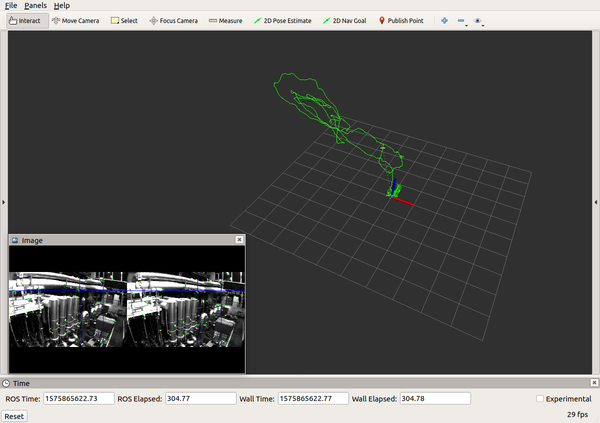 File Panels Help
Interact Move Camera Select Focus Camera Measure 2D Pose Estimate 2D Nav Goal Publish Point
Image
Time
ROS Time: 1575865622.73 ROS Elapsed: 304.77 Wall Time: 1575865622.77 Wall Elapsed: 304.78 Experimental
Reset 29 fps